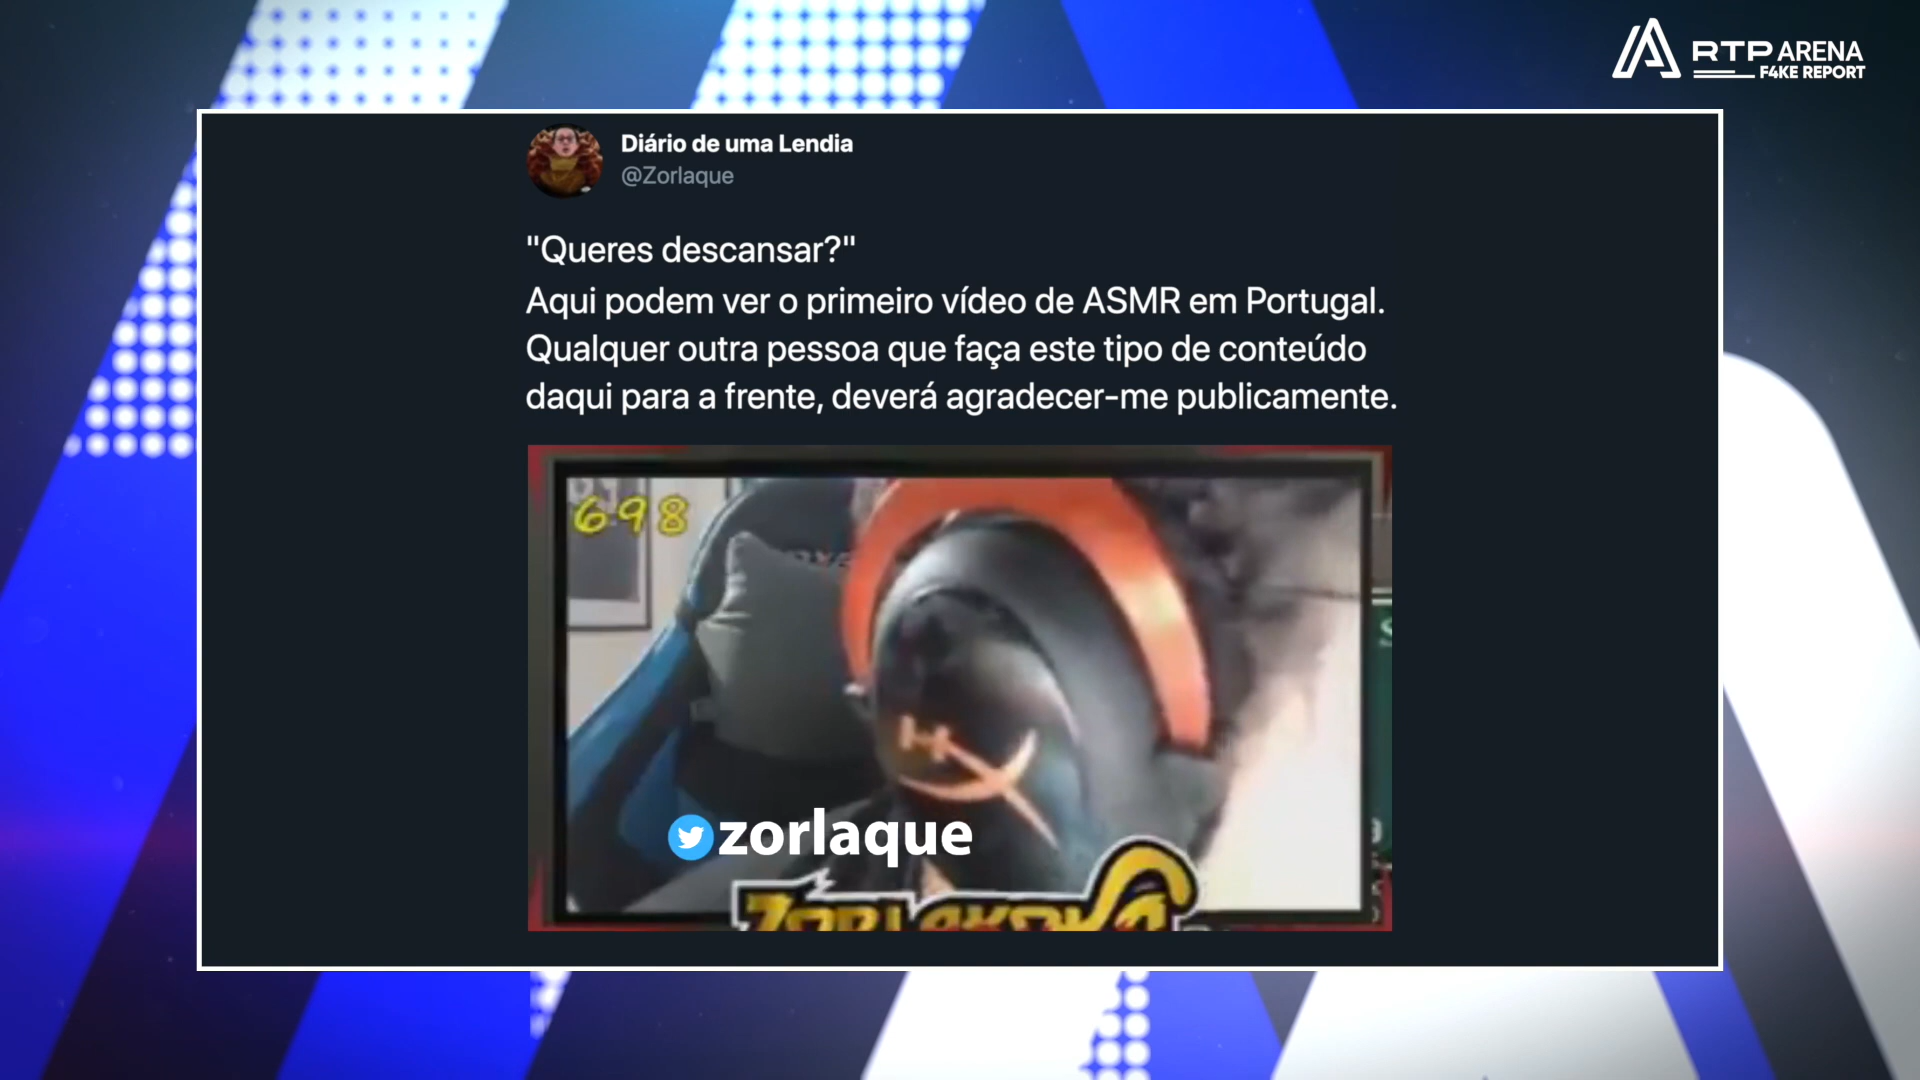 RTP ARENA
F4KE REPORT
Diário de uma Lendia
@Zorlaque
"Queres descansar?"
Aqui podem ver o primeiro vídeo de ASMR em Portugal.
Qualquer outra pessoa que faça este tipo de conteúdo
daqui para a frente, deverá agradecer-me publicamente.
698
zorlaque